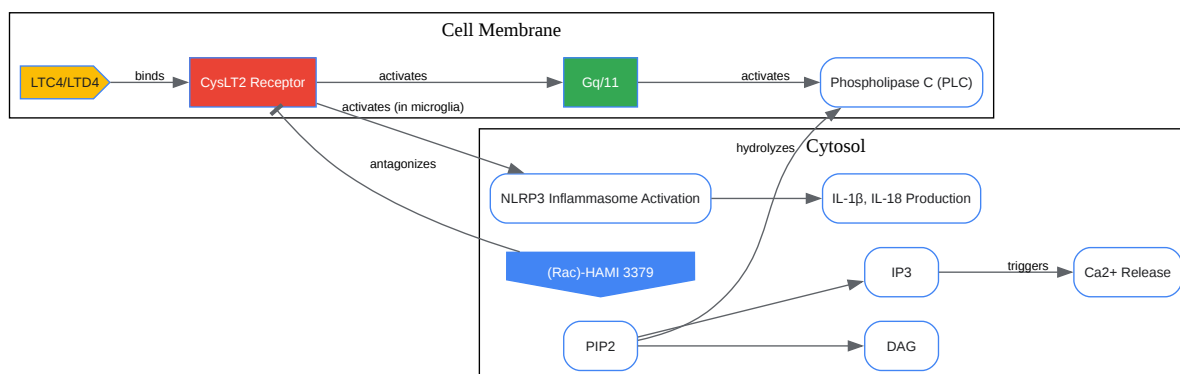 Cell Membrane
LTC4/LTD4
binds
CysLT2 Receptor
activates
Gq/11
activates
Phospholipase C (PLC)
activates (in microglia)
antagonizes
hydrolyzes
Cytosol
NLRP3 Inflammasome Activation
IL-1β, IL-18 Production
(Rac)-HAMI 3379
IP3
triggers
Ca2+ Release
PIP2
DAG